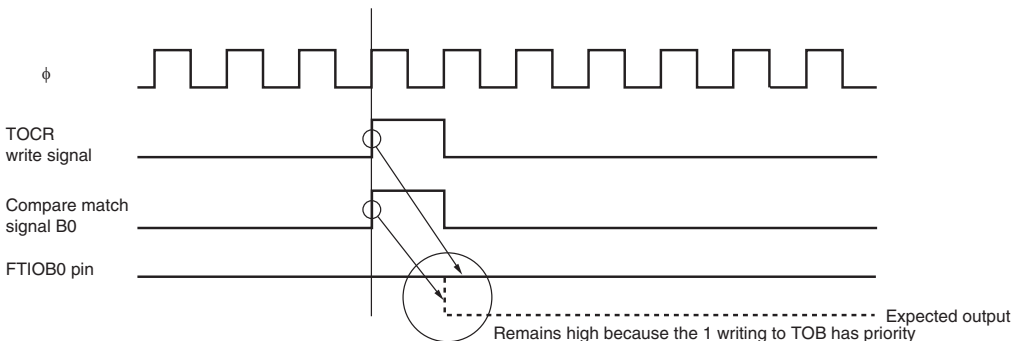 ϕ
TOCR
write signal
Compare match
signal B0
FTIOB0 pin
Expected output
Remains high because the 1 writing to TOB has priority